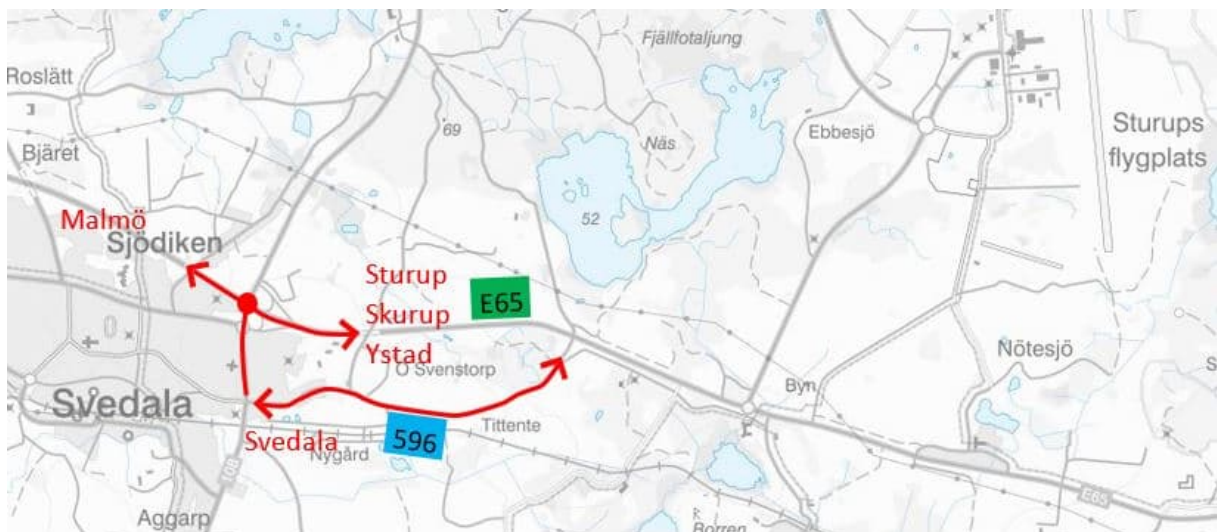 Fjällfotaljung
Roslätt
69
Näs
Ebbesjö
Sturups
flygplats
Bjäret
Malmö
Sjödiken
52
Sturup
Skurup
Ystad
E65
Ö Svenstorp
Nötesjö
Byn
Svedala
Svedala
596
Tittente
Nygård
108
E65
Aggarp
Borren